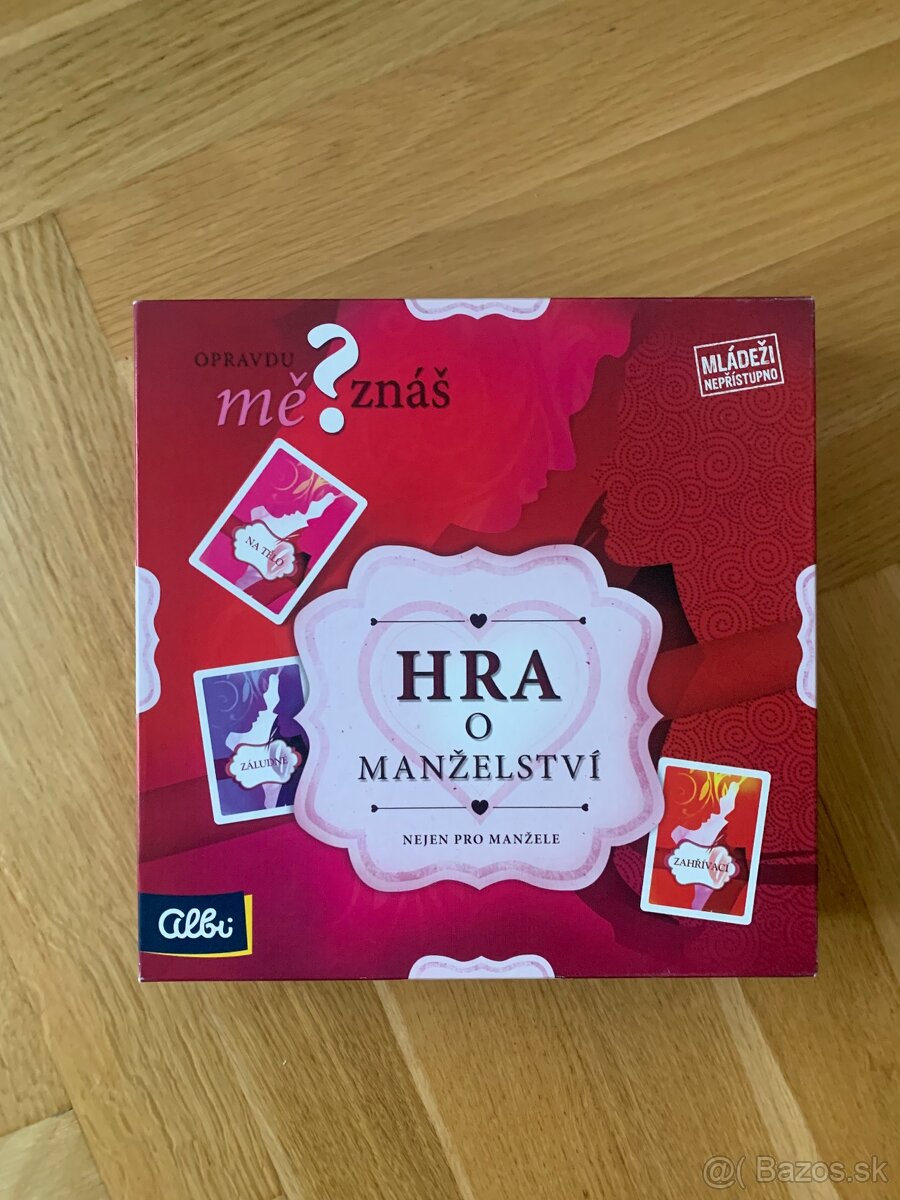 OPRAVDU
mě?znáš
MLÁDEŽI
NEPŘÍSTUPNO
NA TĚLO
HRA
O
MANŽELSTVÍ
NEJEN PRO MANŽELE
ZÁLUDNÉ
ZAHŘÍVACÍ
albi
@( Bazos.sk